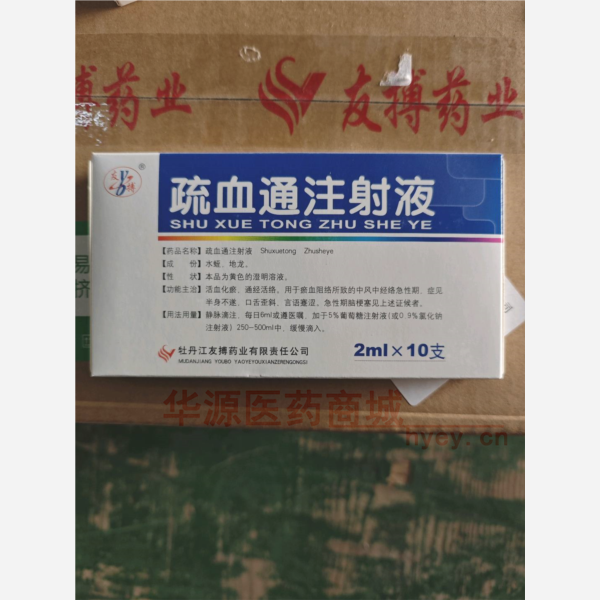 友搏药业
搏药业
友搏
®
疏血通注射液
SHU XUE TONG ZHU SHE YE
【药品名称】疏血通注射液 Shuxuetong Zhusheye
【成 份】水蛭、地龙。
【性 状】本品为黄色的澄明溶液。
【功能主治】活血化瘀、通经活络。用于瘀血阻络所致的中风中经络急性期，症见
半身不遂、口舌歪斜、言语蹇涩。急性期脑梗塞见上述证候者。
【用法用量】静脉滴注，每日6ml或遵医嘱，加于5%葡萄糖注射液(或0.9%氯化钠
注射液) 250-500ml中，缓慢滴入。
牡丹江友搏药业有限责任公司
MUDANJIANG YOUBO YAOYEYOUXIANZERENGONGSI
2ml×10支
华源医药商城
hyey.cn